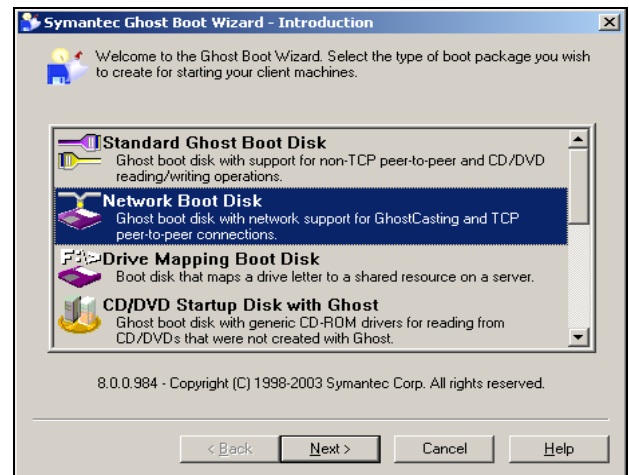 Symantec Ghost Boot Wizard - Introduction
Welcome to the Ghost Boot Wizard. Select the type of boot package you wish
to create for starting your client machines.
Standard Ghost Boot Disk
Ghost boot disk with support for non-TCP peer-to-peer and CD/DVD
reading/writing operations.
Network Boot Disk
Ghost boot disk with network support for GhostCasting and TCP
peer-to-peer connections.
F:\>Drive Mapping Boot Disk
Boot disk that maps a drive letter to a shared resource on a server.
CD/DVD Startup Disk with Ghost
Ghost boot disk with generic CD-ROM drivers for reading from
CD/DVDs that were not created with Ghost.
8.0.0.984 - Copyright (C) 1998-2003 Symantec Corp. All rights reserved.
< Back Next > Cancel Help